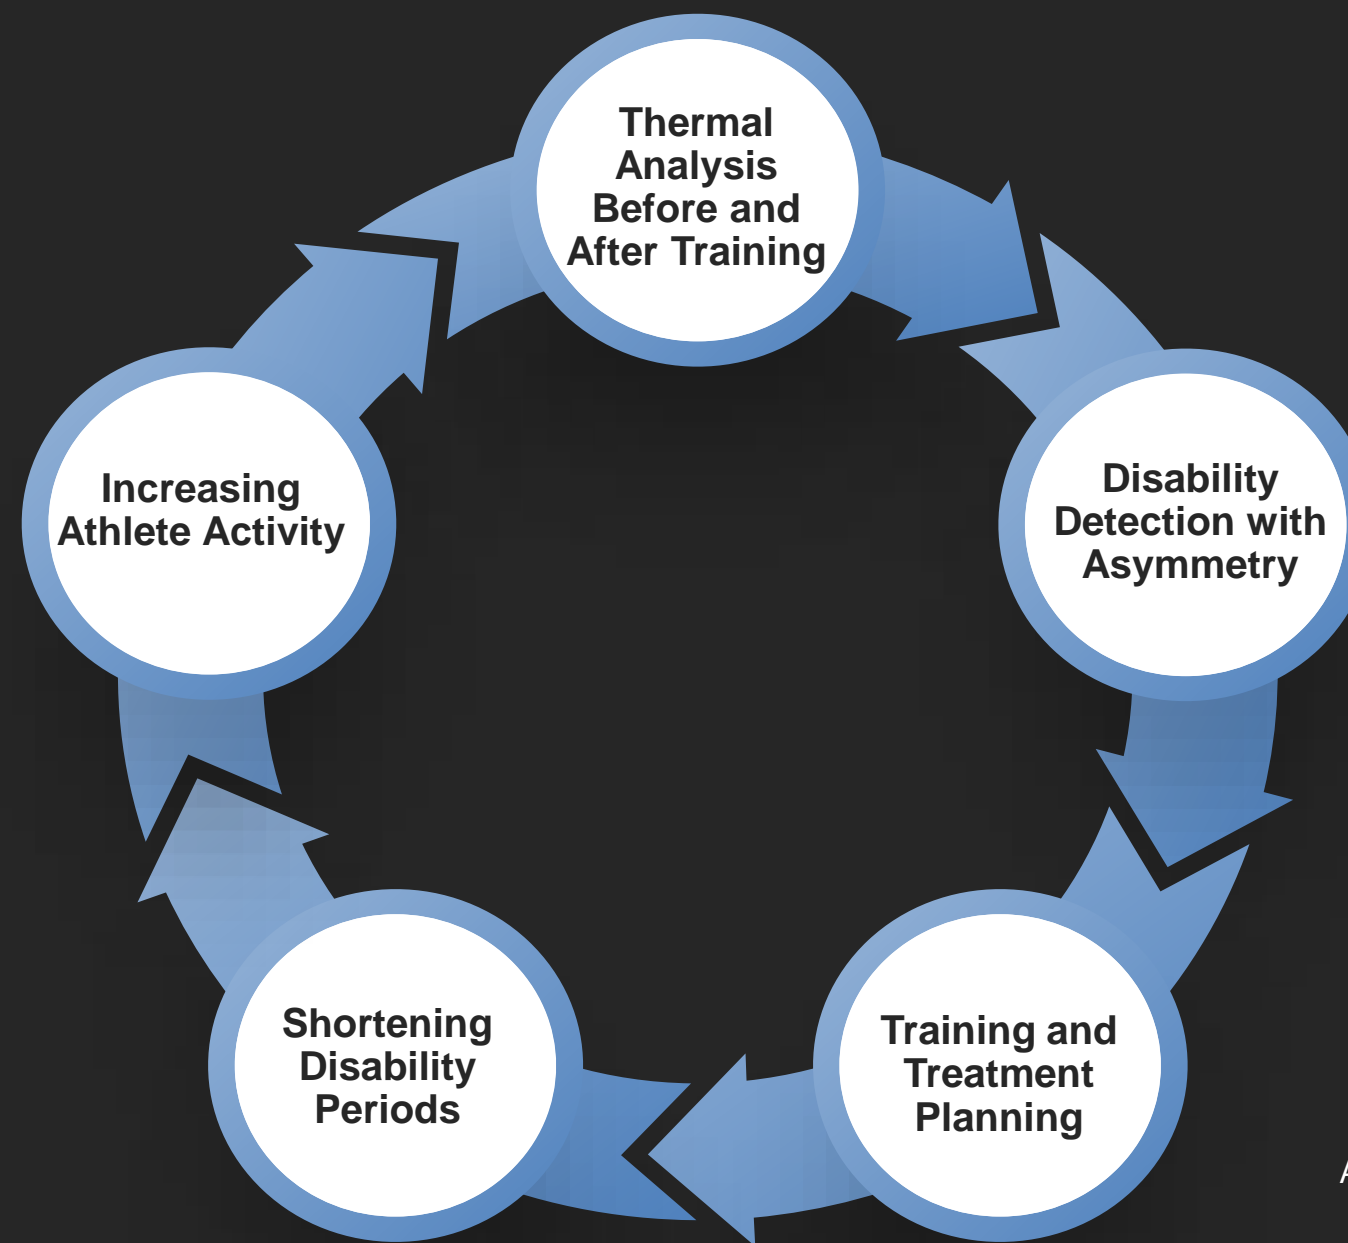 Thermal
Analysis
Before and
After Training
Disability
Detection with
Asymmetry
Training and
Treatment
Planning
Shortening
Disability
Periods
Increasing
Athlete Activity